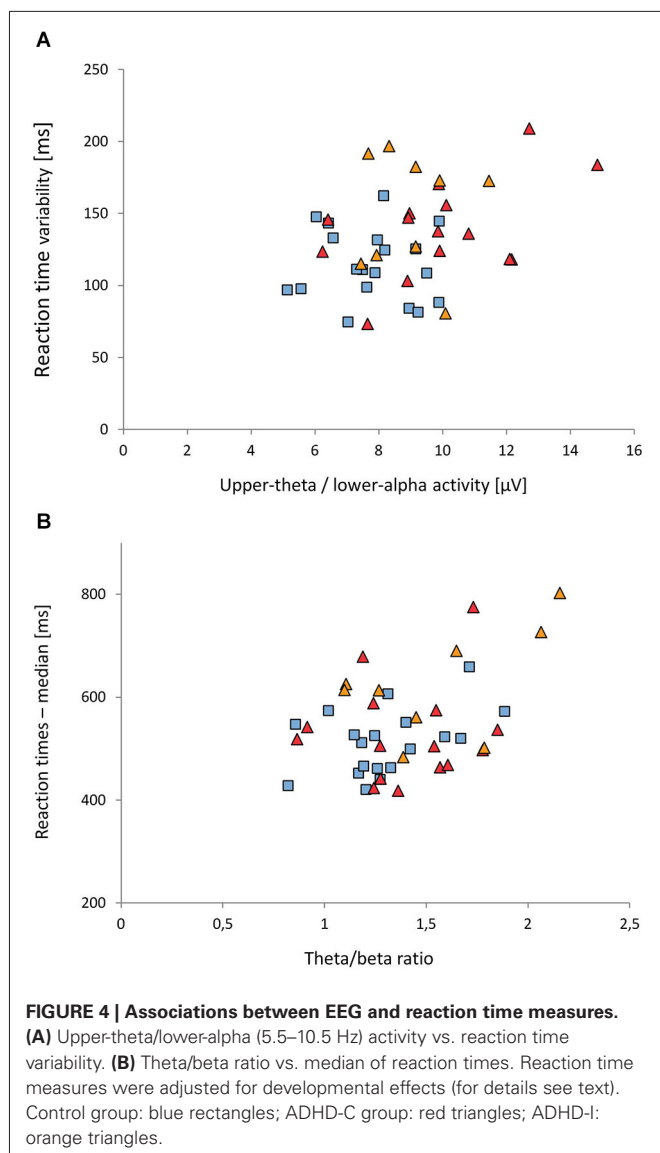 A
250
200
150
100
50
0
Reaction time variability [ms]
0 2 4 6 8 10 12 14 16
Upper-theta / lower-alpha activity [µV]
B
800
600
400
200
Reaction times – median [ms]
0 0,5 1 1,5 2 2,5
Theta/beta ratio
FIGURE 4 | Associations between EEG and reaction time measures.
(A) Upper-theta/lower-alpha (5.5–10.5 Hz) activity vs. reaction time
variability. (B) Theta/beta ratio vs. median of reaction times. Reaction time
measures were adjusted for developmental effects (for details see text).
Control group: blue rectangles; ADHD-C group: red triangles; ADHD-I:
orange triangles.